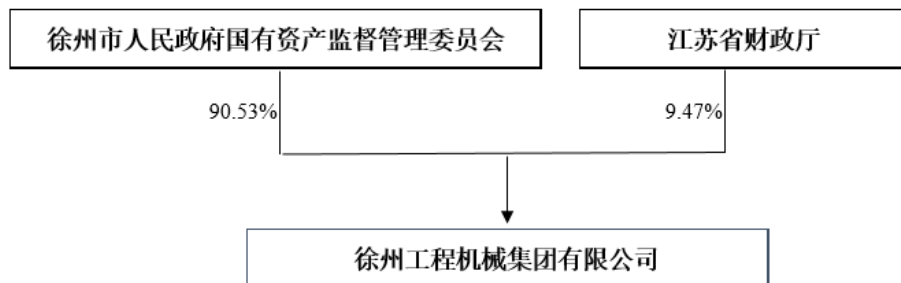 徐州市人民政府国有资产监督管理委员会
江苏省财政厅
90.53%
9.47%
徐州工程机械集团有限公司